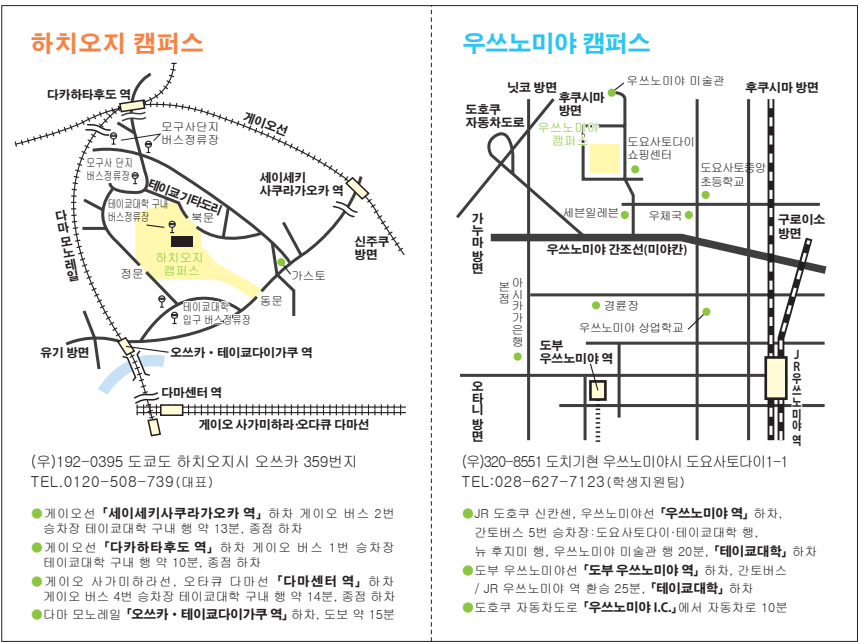 하치오지 캠퍼스
다카하타후도 역
모구사단지
버스정류장
게이오선
모구사 단지
버스정류장
테이쿄기타도리
세이세키
사쿠라가오카 역
테이쿄대학 구내
버스정류장
북문
다마 모노레일
신주쿠
방면
하치오지
캠퍼스
정문
가스토
동문
테이쿄대학
입구 버스정류장
유기 방면
오쓰카・테이쿄다이가쿠 역
다마센터 역
게이오 사가미하라·오다큐 다마선
(우)192-0395 도쿄도 하치오지시 오쓰카 359번지
TEL.0120-508-739(대표)
●게이오선 「세이세키사쿠라가오카 역」 하차 게이오 버스 2번
승차장 테이쿄대학 구내 행 약 13분, 종점 하차
●게이오선 「다카하타후도 역」 하차 게이오 버스 1번 승차장
테이쿄대학 구내 행 약 10분, 종점 하차
●게이오 사가미하라선, 오타큐 다마선 「다마센터 역」 하차
게이오 버스 4번 승차장 테이쿄대학 구내 행 약 14분, 종점 하차
●다마 모노레일 「오쓰카・테이쿄다이가쿠 역」 하차, 도보 약 15분
우쓰노미야 캠퍼스
닛코 방면
우쓰노미야 미술관
후쿠시마
방면
후쿠시마 방면
도호쿠
자동차도로
우쓰노미야
캠퍼스
도요사토다이
쇼핑센터
도요사토중앙
초등학교
세븐일레븐
우체국
가누마 방면
구로이소
방면
우쓰노미야 간조선(미야칸)
아시카가은행
본점
경륜장
우쓰노미야 상업학교
도부
우쓰노미야 역
JR우쓰노미야 역
오타니 방면
(우)320-8551 도치기현 우쓰노미야시 도요사토다이1-1
TEL:028-627-7123(학생지원팀)
●JR 도호쿠 신칸센, 우쓰노미야선 「우쓰노미야 역」 하차,
간토버스 5번 승차장:도요사토다이·테이쿄대학 행,
뉴 후지미 행, 우쓰노미야 미술관 행 20분, 「테이쿄대학」 하차
●도부 우쓰노미야선 「도부 우쓰노미야 역」 하차, 간토버스
/ JR 우쓰노미야 역 환승 25분, 「테이쿄대학」 하차
●도호쿠 자동차도로 「우쓰노미야 I.C.」에서 자동차로 10분